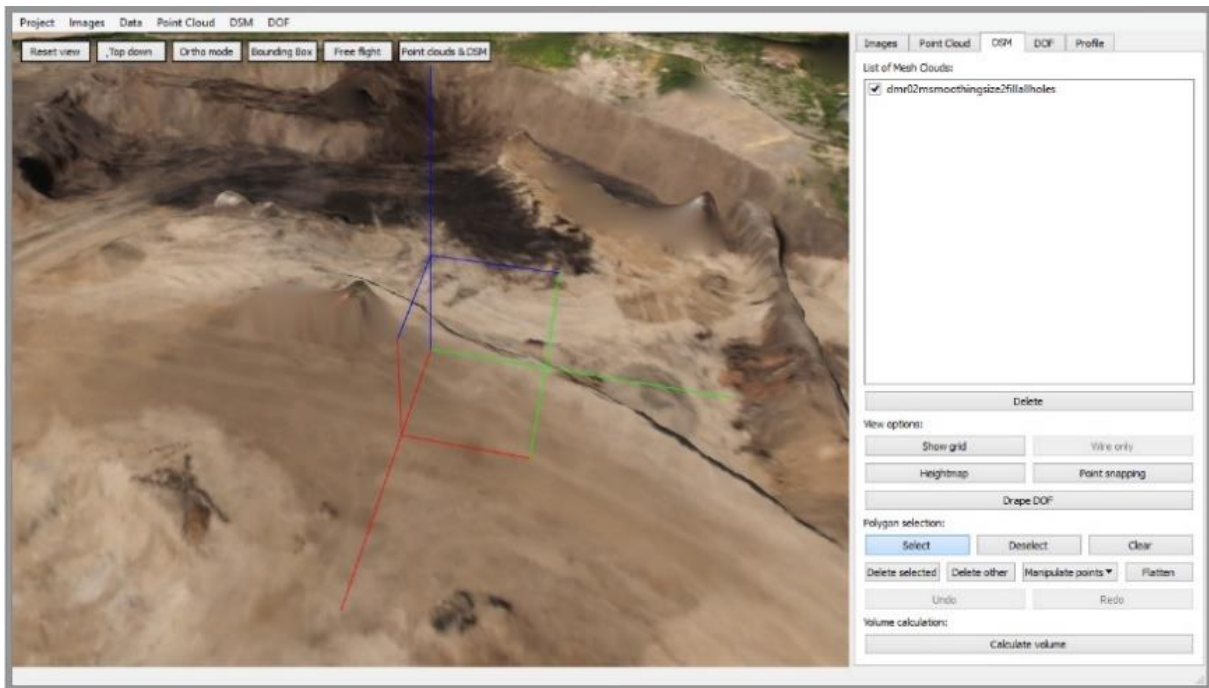 Project Images Data Point Cloud DSM DOF
Reset view Top down Ortho mode Bounding Box Free flight Point clouds & DSM
Images Point Cloud DSM DOF Profile
List of Mesh Clouds:
dmr02msmoothingsize2fillallholes
Delete
View options:
Show grid Wire only
Heightmap Point snapping
Drape DOF
Polygon selection:
Select Deselect Clear
Delete selected Delete other Manipulate points Flatten
Undo Redo
Volume calculation:
Calculate volume